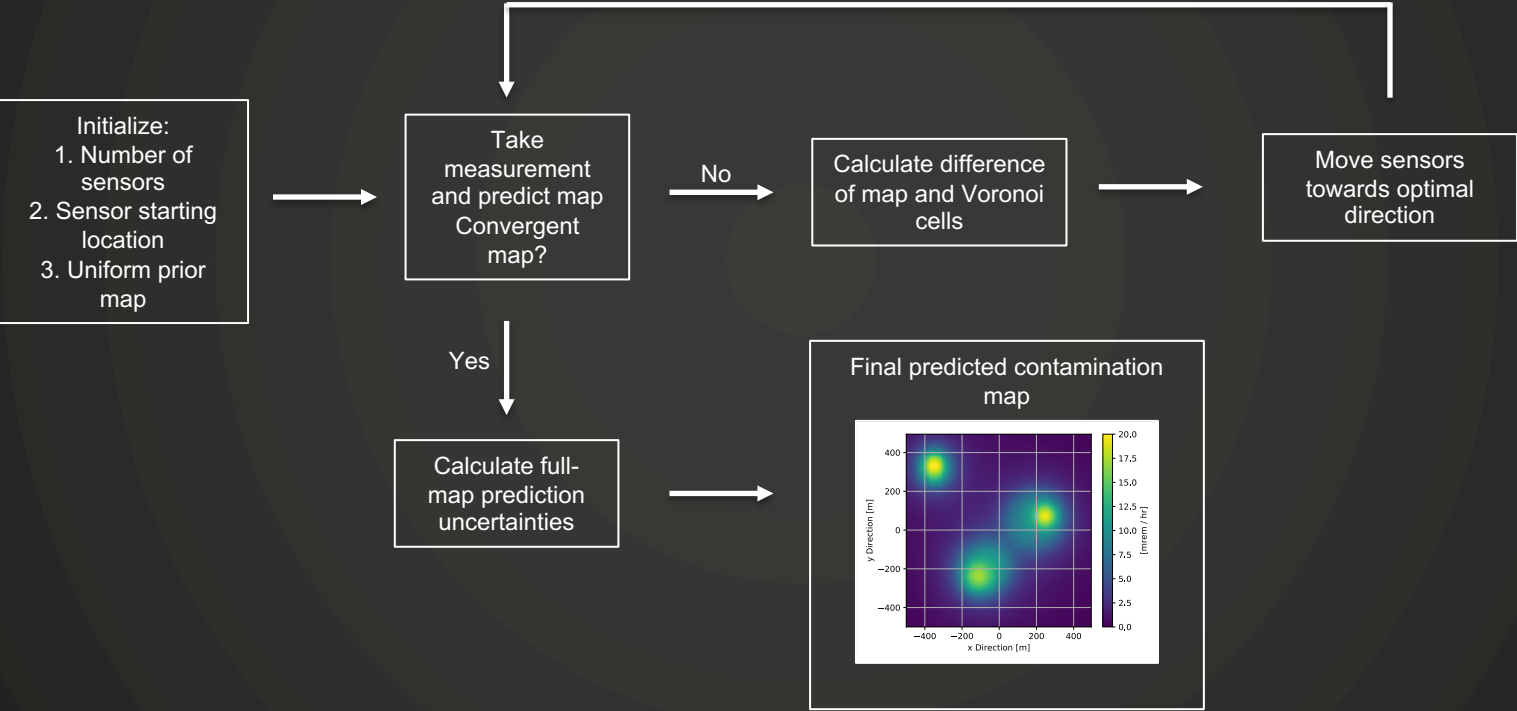 Initialize:
1. Number of
sensors
2. Sensor starting
location
3. Uniform prior
map
Take
measurement
and predict map
Convergent
map?
No
Calculate difference
of map and Voronoi
cells
Move sensors
towards optimal
direction
Yes
Calculate full-
map prediction
uncertainties
Final predicted contamination
map
400
200
0
−200
−400
y Direction [m]
−400 −200 0 200 400
x Direction [m]
20.0
17.5
15.0
12.5
10.0
7.5
5.0
2.5
0.0
[mrem / hr]